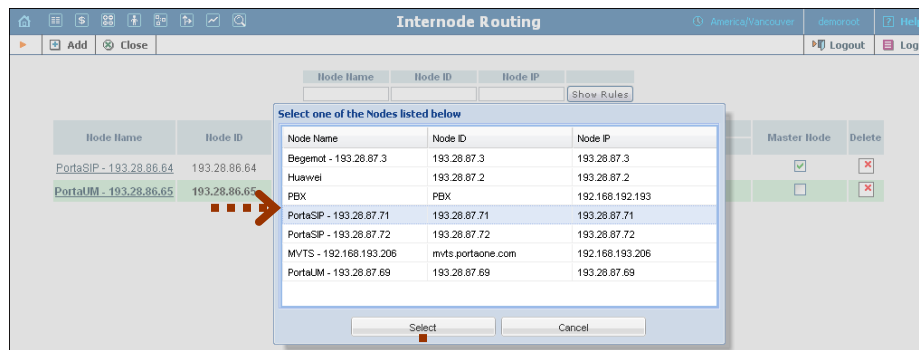 Internode Routing America/Vancouver demoroot Help
Add Close Logout Log
Node Name Node ID Node IP
Show Rules
Select one of the Nodes listed below
Node Name Node ID Master Node Delete
Node Name Node ID Node IP
Begemot - 193.28.87.3 193.28.87.3 193.28.87.3
PortaSIP - 193.28.86.64 193.28.86.64
Huawei 193.28.87.2 193.28.87.2
PortaUM - 193.28.86.65 193.28.86.65
PBX PBX 192.168.192.193
PortaSIP - 193.28.87.71 193.28.87.71 193.28.87.71
PortaSIP - 193.28.87.72 193.28.87.72 193.28.87.72
MVTS - 192.168.193.206 mvts.portaone.com 192.168.193.206
PortaUM - 193.28.87.69 193.28.87.69 193.28.87.69
Select Cancel